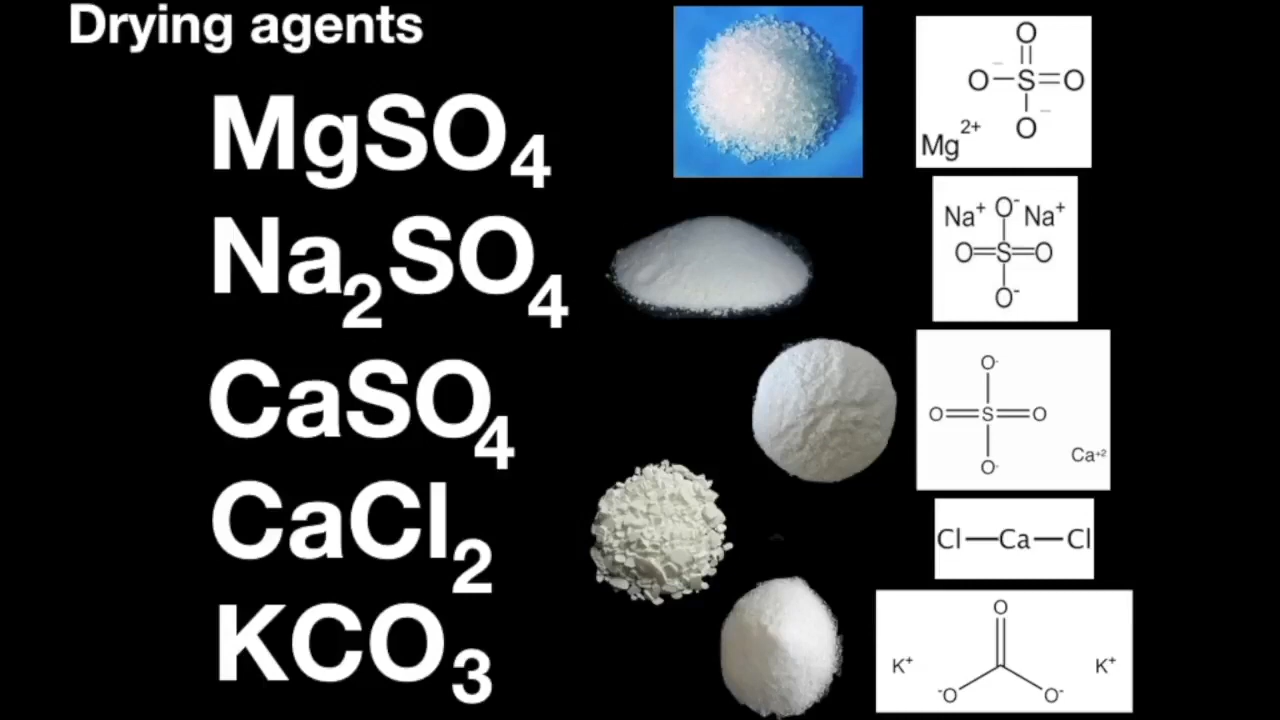 Drying agents
MgSO4
O
O–S=O
O
Mg2+
Na2SO4
Na+ O- Na+
O=S=O
O-
CaSO4
O-
O=S=O
O-
Ca+2
CaCl2
Cl—Ca—Cl
KCO3
O
K+ K+
-O O-